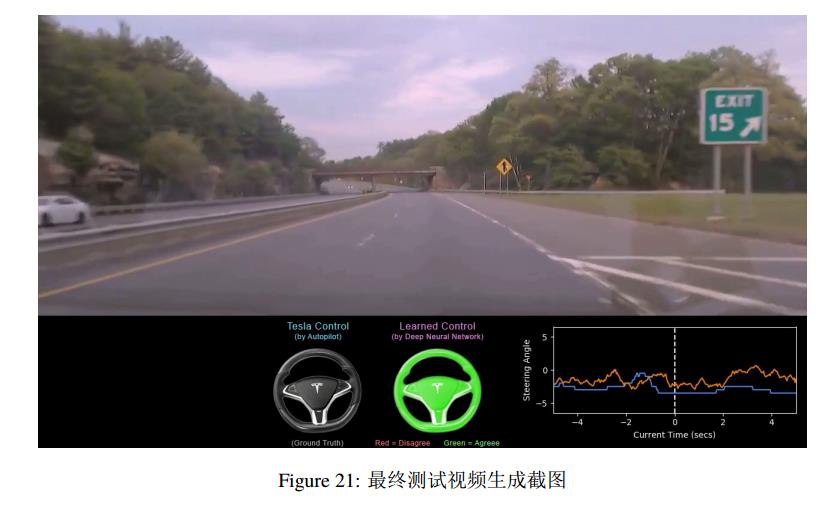 EXIT
15
Tesla Control
(by Autopilot)
Learned Control
(by Deep Neural Network)
(Ground Truth)
Red = Disagree
Green = Agreee
Steering Angle
5
0
−5
−4
−2
0
2
4
Current Time (secs)
Figure 21: 最终测试视频生成截图